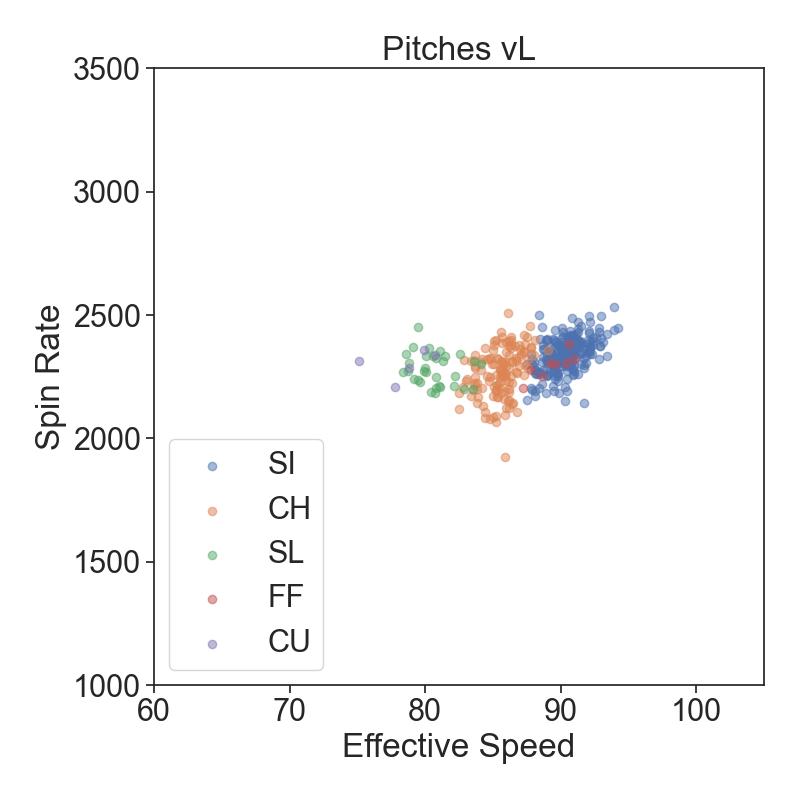 Pitches vL
3500
3000
2500
2000
1500
1000
Spin Rate
SI
CH
SL
FF
CU
60 70 80 90 100
Effective Speed